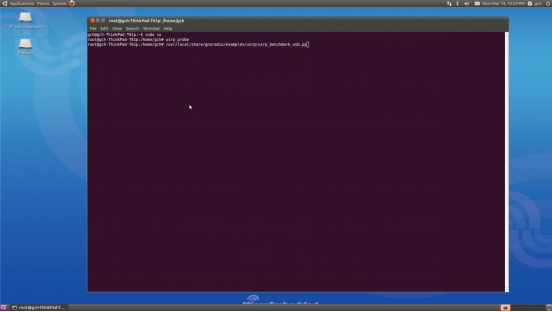 Applications Places System
Mon Mar 19, 10:29 PM
gch
root@gch-ThinkPad-T61p: /home/gch
File Edit View Search Terminal Help
gch@gch-ThinkPad-T61p:~$ sudo su
root@gch-ThinkPad-T61p:/home/gch# usrp_probe
root@gch-ThinkPad-T61p:/home/gch# /usr/local/share/gnuradio/examples/usrp/usrp_benchmark_usb.py
root@gch-ThinkPad-T...